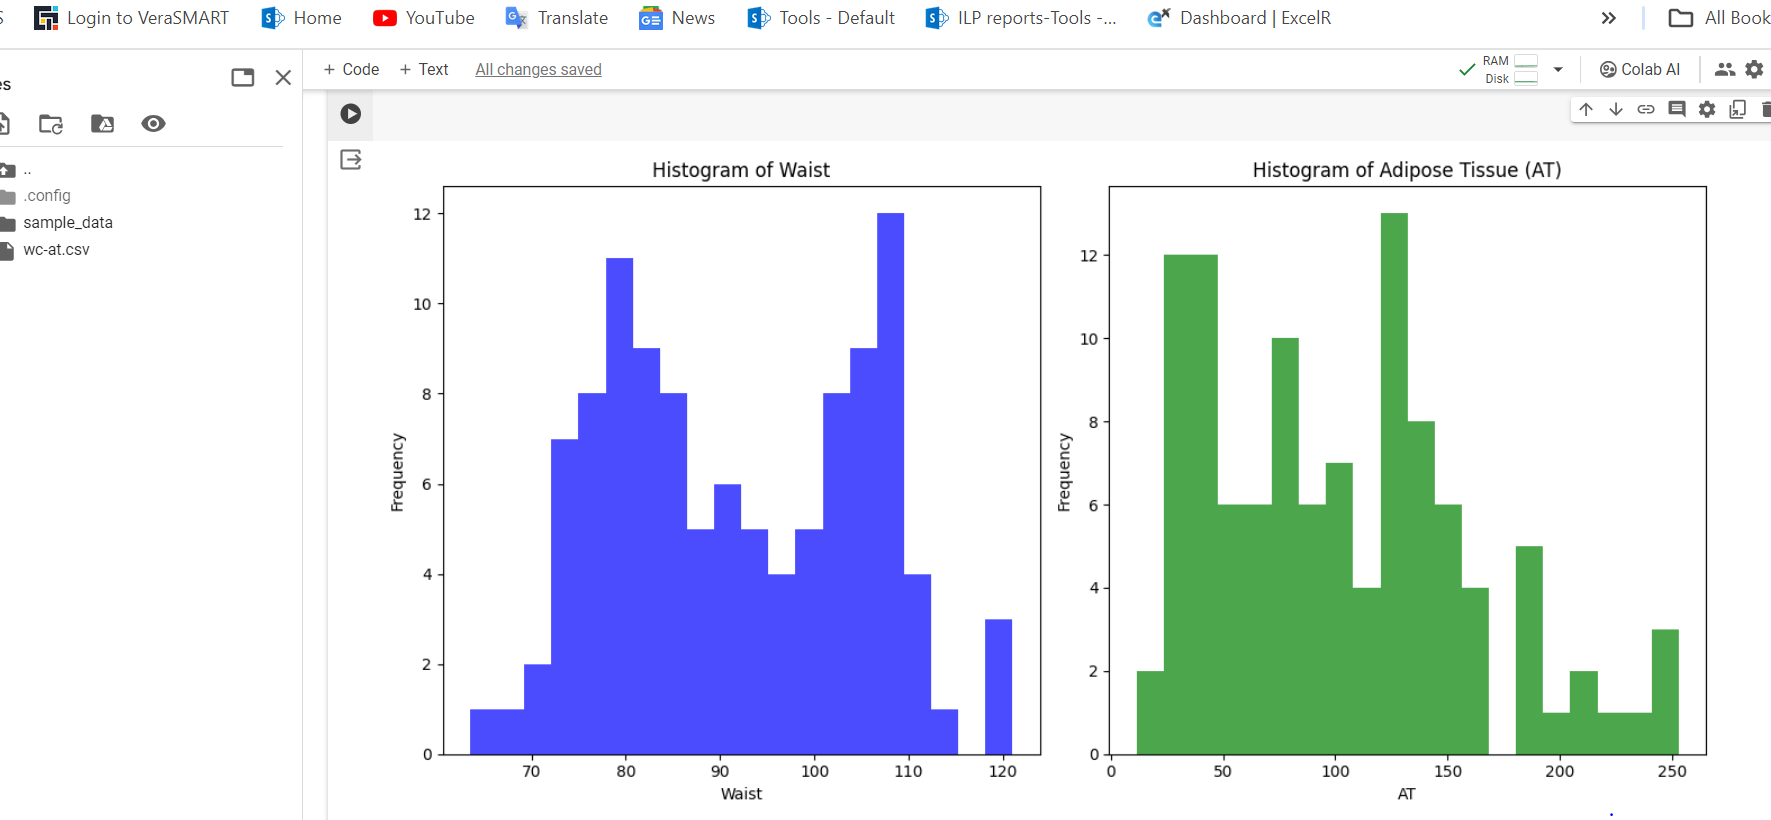 S Login to VeraSMART Home YouTube Translate News Tools - Default ILP reports-Tools -... Dashboard | ExcelR » All Book
es
+ Code + Text All changes saved RAM Disk Colab AI
..
.config
sample_data
wc-at.csv
Histogram of Waist
12
10
8
6
4
2
0
Frequency
70 80 90 100 110 120
Waist
Histogram of Adipose Tissue (AT)
12
10
8
6
4
2
0
Frequency
0 50 100 150 200 250
AT